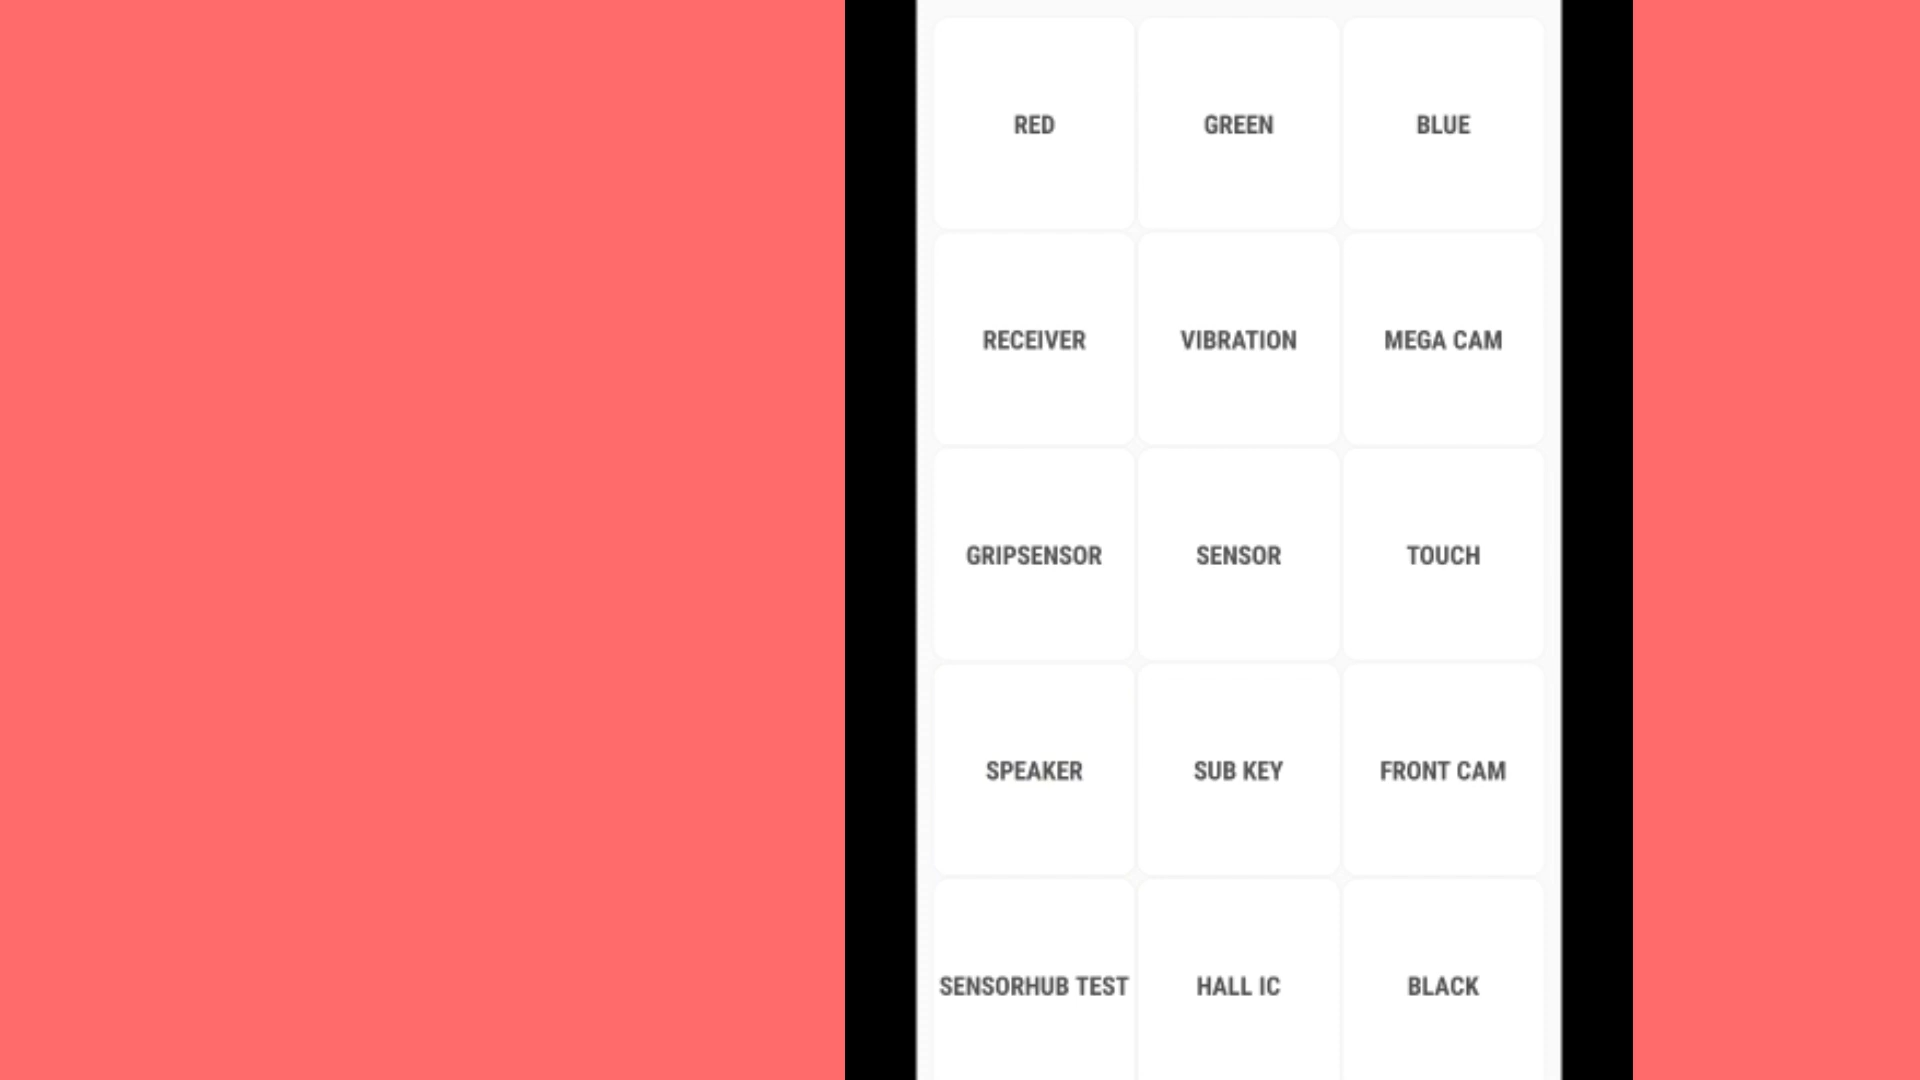 RED
GREEN
BLUE
RECEIVER
VIBRATION
MEGA CAM
GRIPSENSOR
SENSOR
TOUCH
SPEAKER
SUB KEY
FRONT CAM
SENSORHUB TEST
HALL IC
BLACK